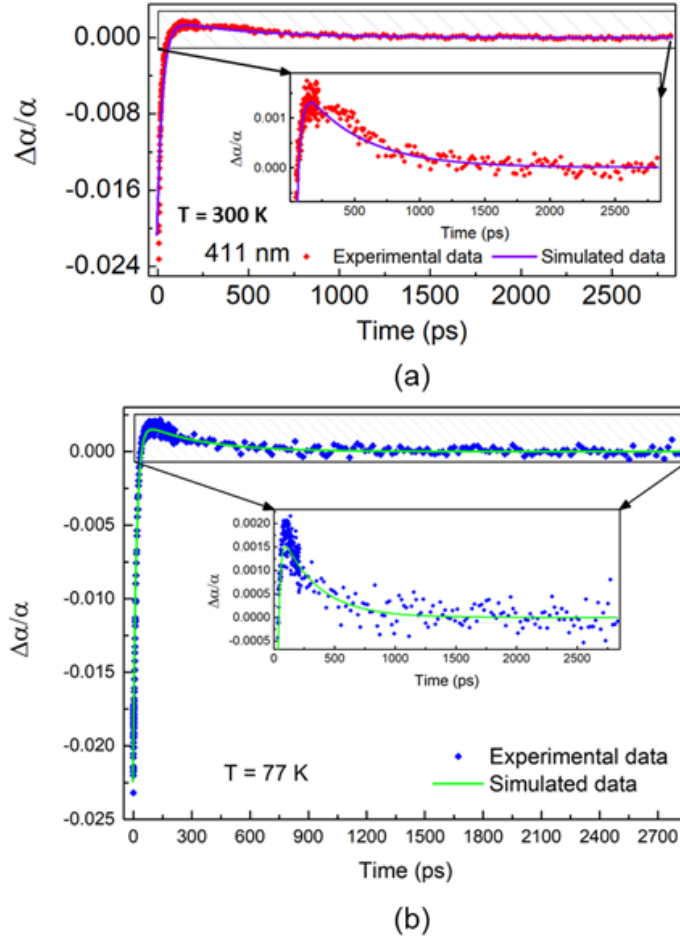 0.000
-0.008
-0.016
-0.024
Δα/α
0.001
0.000
Δα/α
500 1000 1500 2000 2500
Time (ps)
T = 300 K
411 nm
Experimental data
Simulated data
0 500 1000 1500 2000 2500
Time (ps)
(a)
0.000
-0.005
-0.010
-0.015
-0.020
-0.025
Δα/α
0.0020
0.0015
0.0010
0.0005
0.0000
-0.0005
Δα/α
0 500 1000 1500 2000 2500
Time (ps)
T = 77 K
Experimental data
Simulated data
0 300 600 900 1200 1500 1800 2100 2400 2700
Time (ps)
(b)